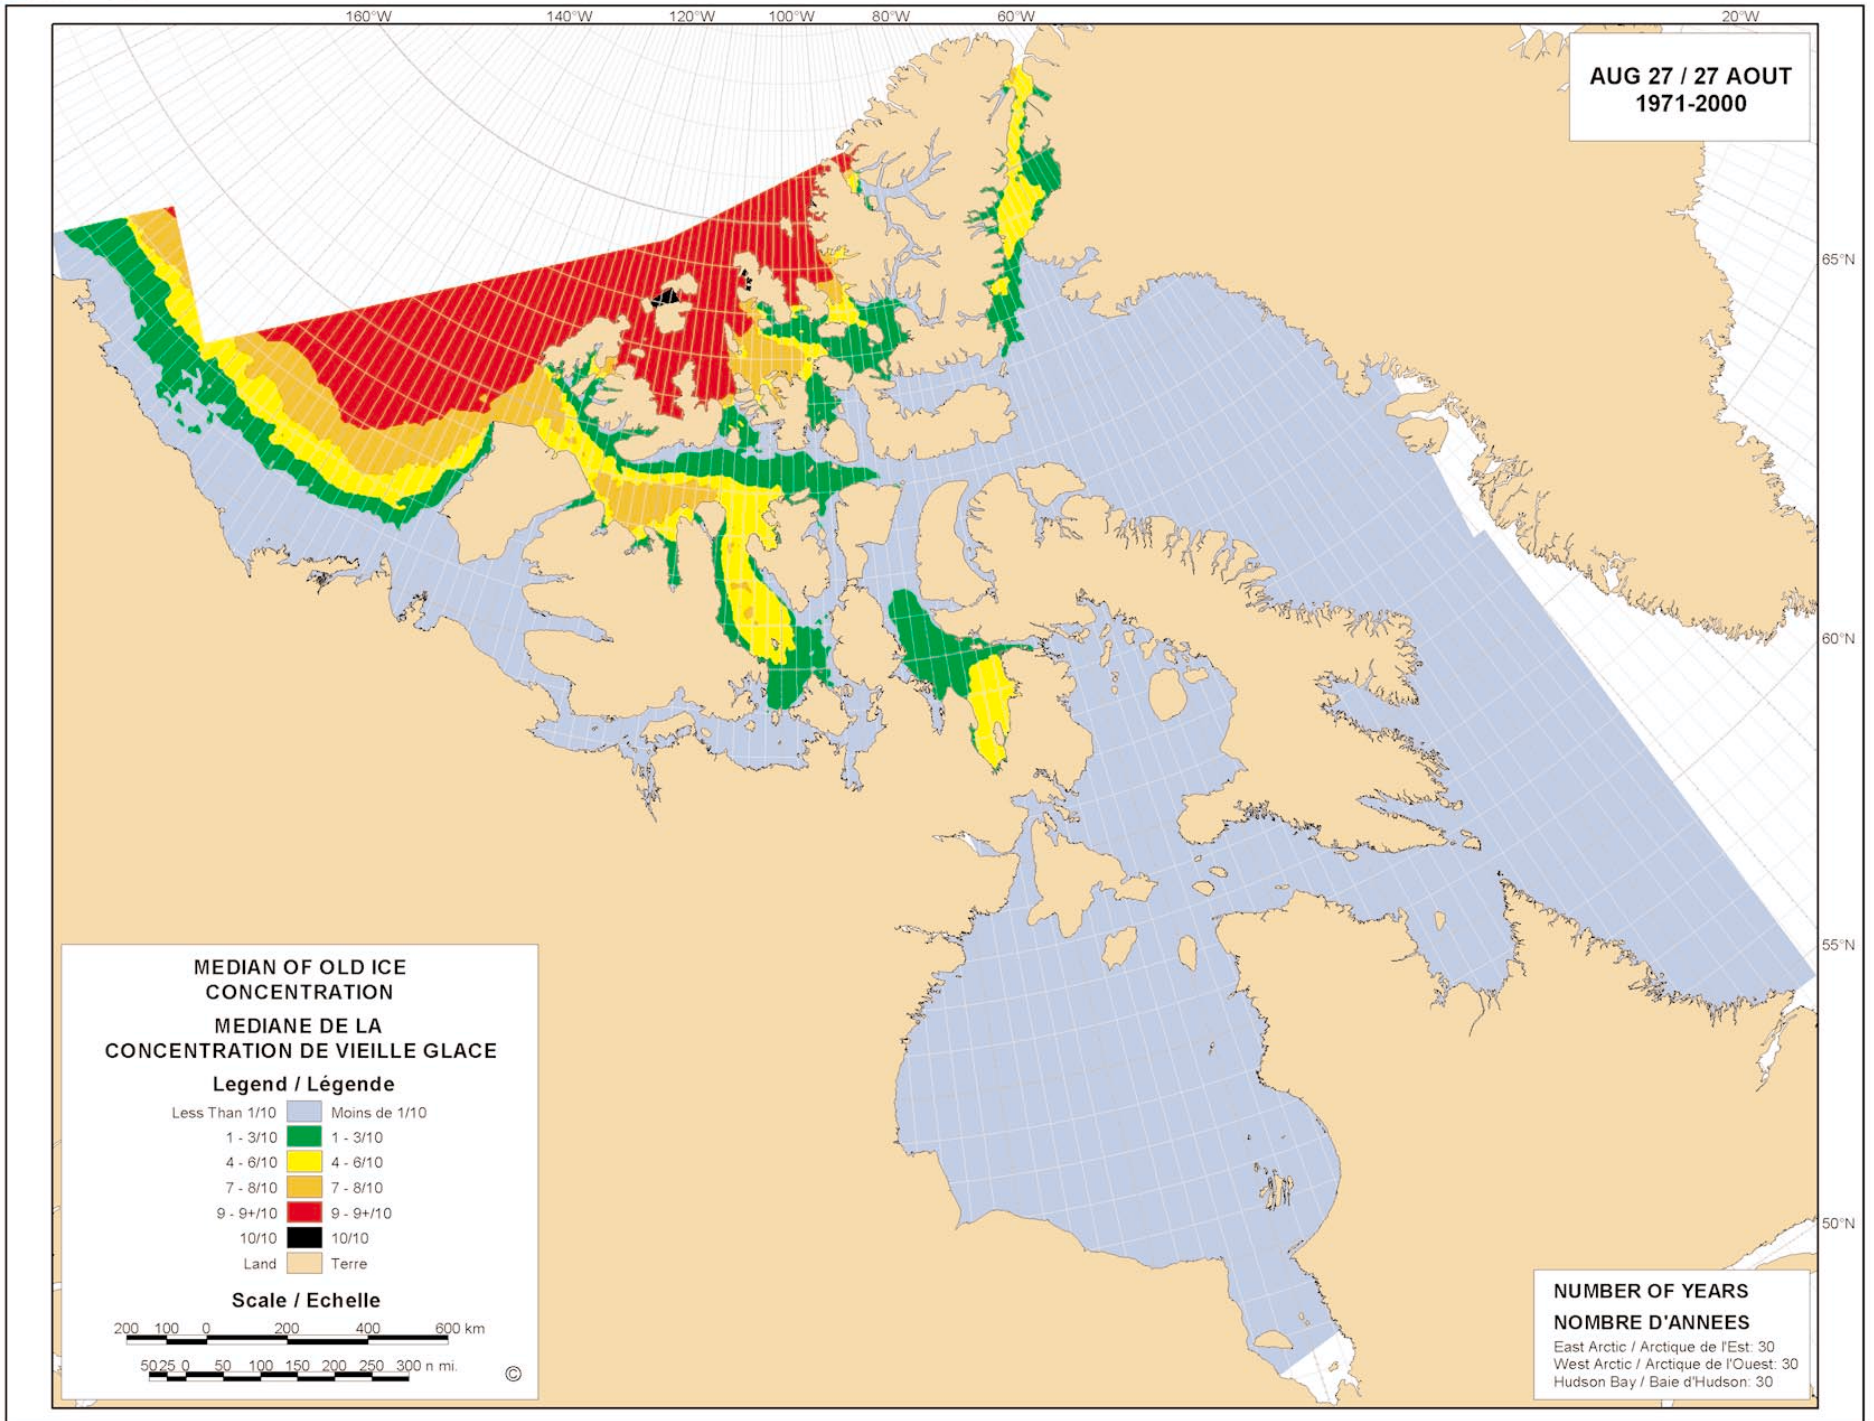 160°W 140°W 120°W 100°W 80°W 60°W 20°W
AUG 27 / 27 AOUT
1971-2000
65°N
60°N
55°N
50°N
MEDIAN OF OLD ICE
CONCENTRATION
MEDIANE DE LA
CONCENTRATION DE VIEILLE GLACE
Legend / Légende
Less Than 1/10 Moins de 1/10
1 - 3/10 1 - 3/10
4 - 6/10 4 - 6/10
7 - 8/10 7 - 8/10
9 - 9+/10 9 - 9+/10
10/10 10/10
Land Terre
Scale / Echelle
200 100 0 200 400 600 km
50 25 0 50 100 150 200 250 300 n mi.
©
NUMBER OF YEARS
NOMBRE D'ANNEES
East Arctic / Arctique de l'Est: 30
West Arctic / Arctique de l'Ouest: 30
Hudson Bay / Baie d'Hudson: 30